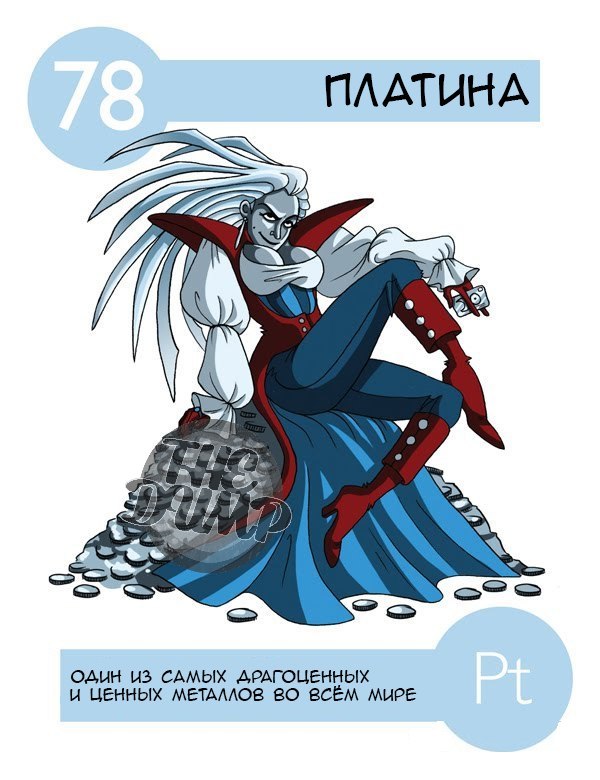 78
ПЛАТИНА
THE
DUMP
ОДИН ИЗ САМЫХ ДРАГОЦЕННЫХ
И ЦЕННЫХ МЕТАЛЛОВ ВО ВСЁМ МИРЕ
Pt